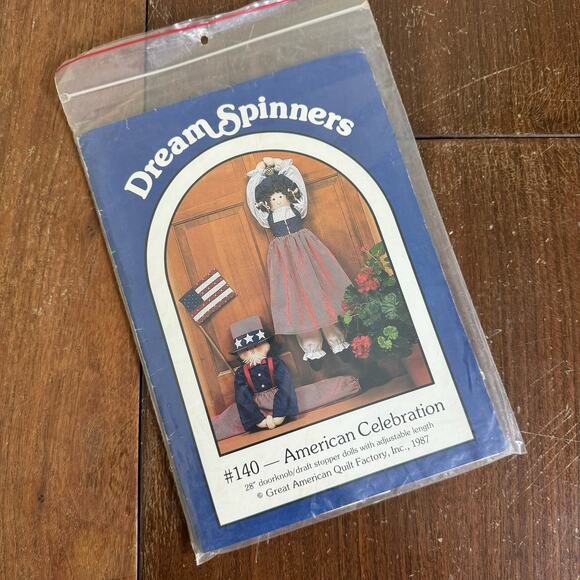 Dream Spinners
#140 — American Celebration
28" doorknob/draft stopper dolls with adjustable length
© Great American Quilt Factory, Inc., 1987